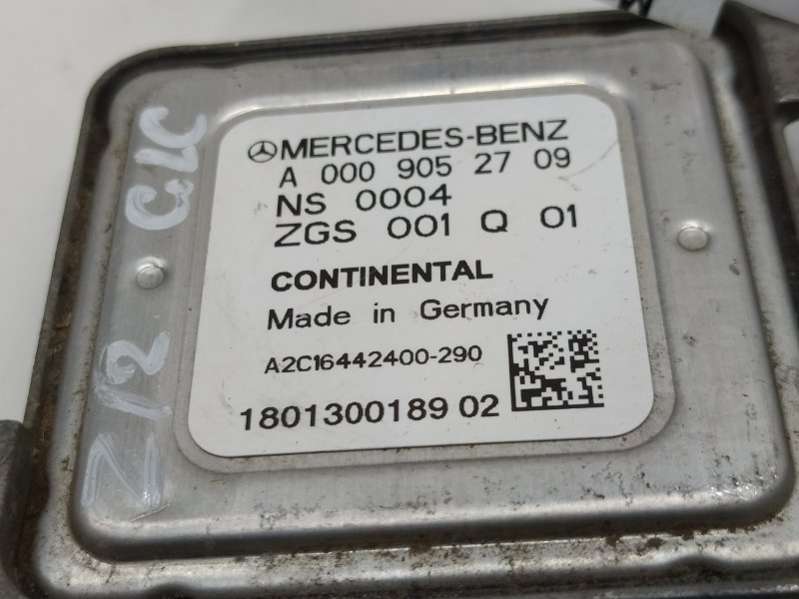 MERCEDES-BENZ
A 000 905 27 09
NS 0004
ZGS 001 Q 01
CONTINENTAL
Made in Germany
A2C16442400-290
1801300189 02
Z/2 GLC